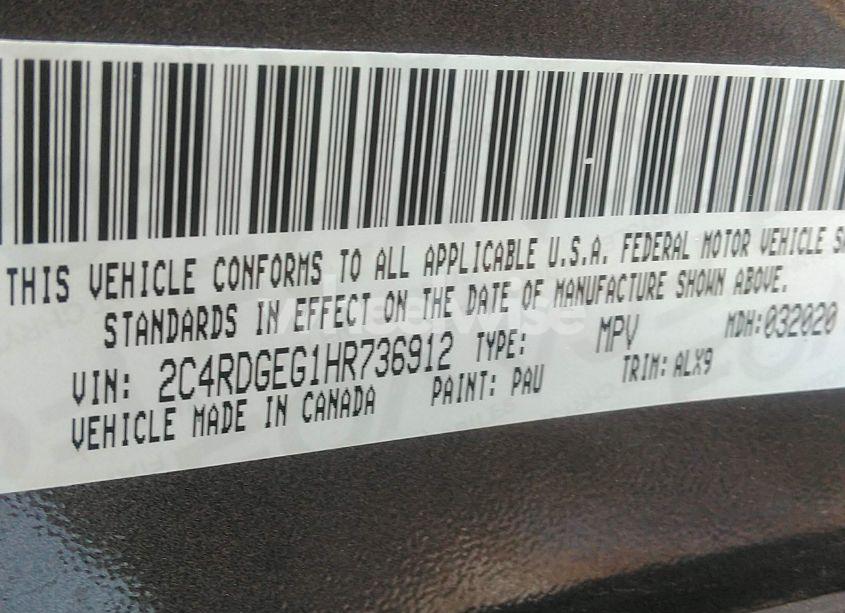 THIS VEHICLE CONFORMS TO ALL APPLICABLE U.S.A. FEDERAL MOTOR VEHICLE
STANDARDS IN EFFECT ON THE DATE OF MANUFACTURE SHOWN ABOVE.
VIN: 2C4RDGEG1HR736912 TYPE: MPV MDH:032020
VEHICLE MADE IN CANADA PAINT: PAU TRIM: ALX9
wheelwise